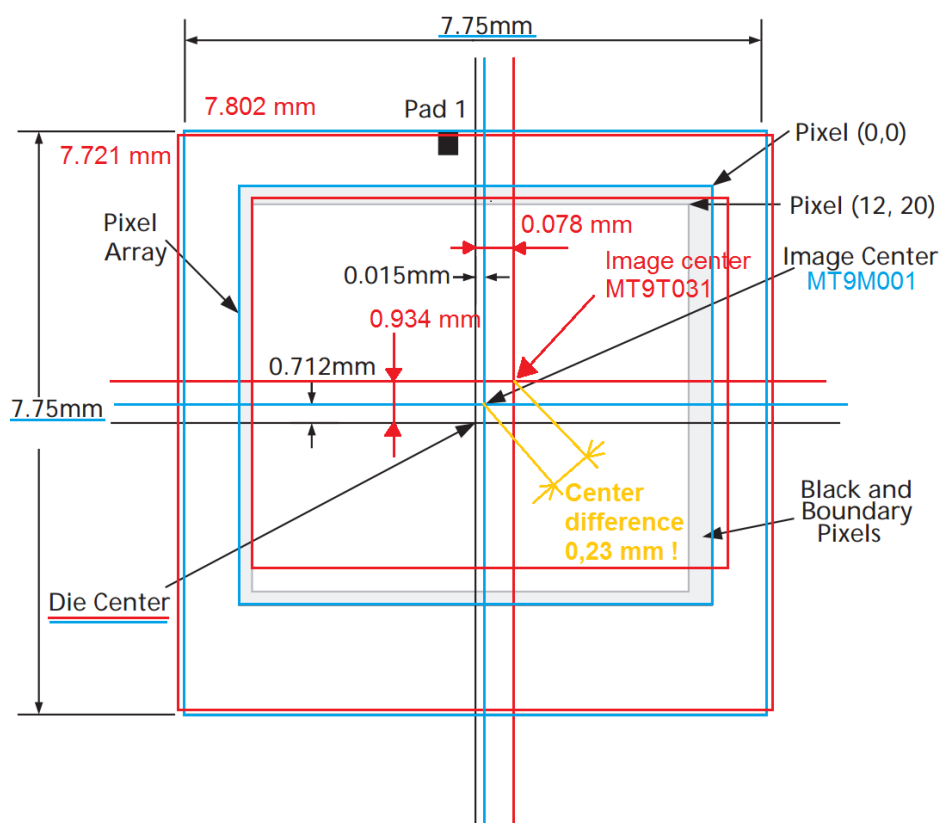 7.75mm
7.802 mm
Pad 1
Pixel (0,0)
7.721 mm
Pixel (12, 20)
Pixel
Array
0.078 mm
Image center
MT9T031
Image Center
MT9M001
0.015mm
0.934 mm
0.712mm
7.75mm
Center
difference
0,23 mm !
Black and
Boundary
Pixels
Die Center